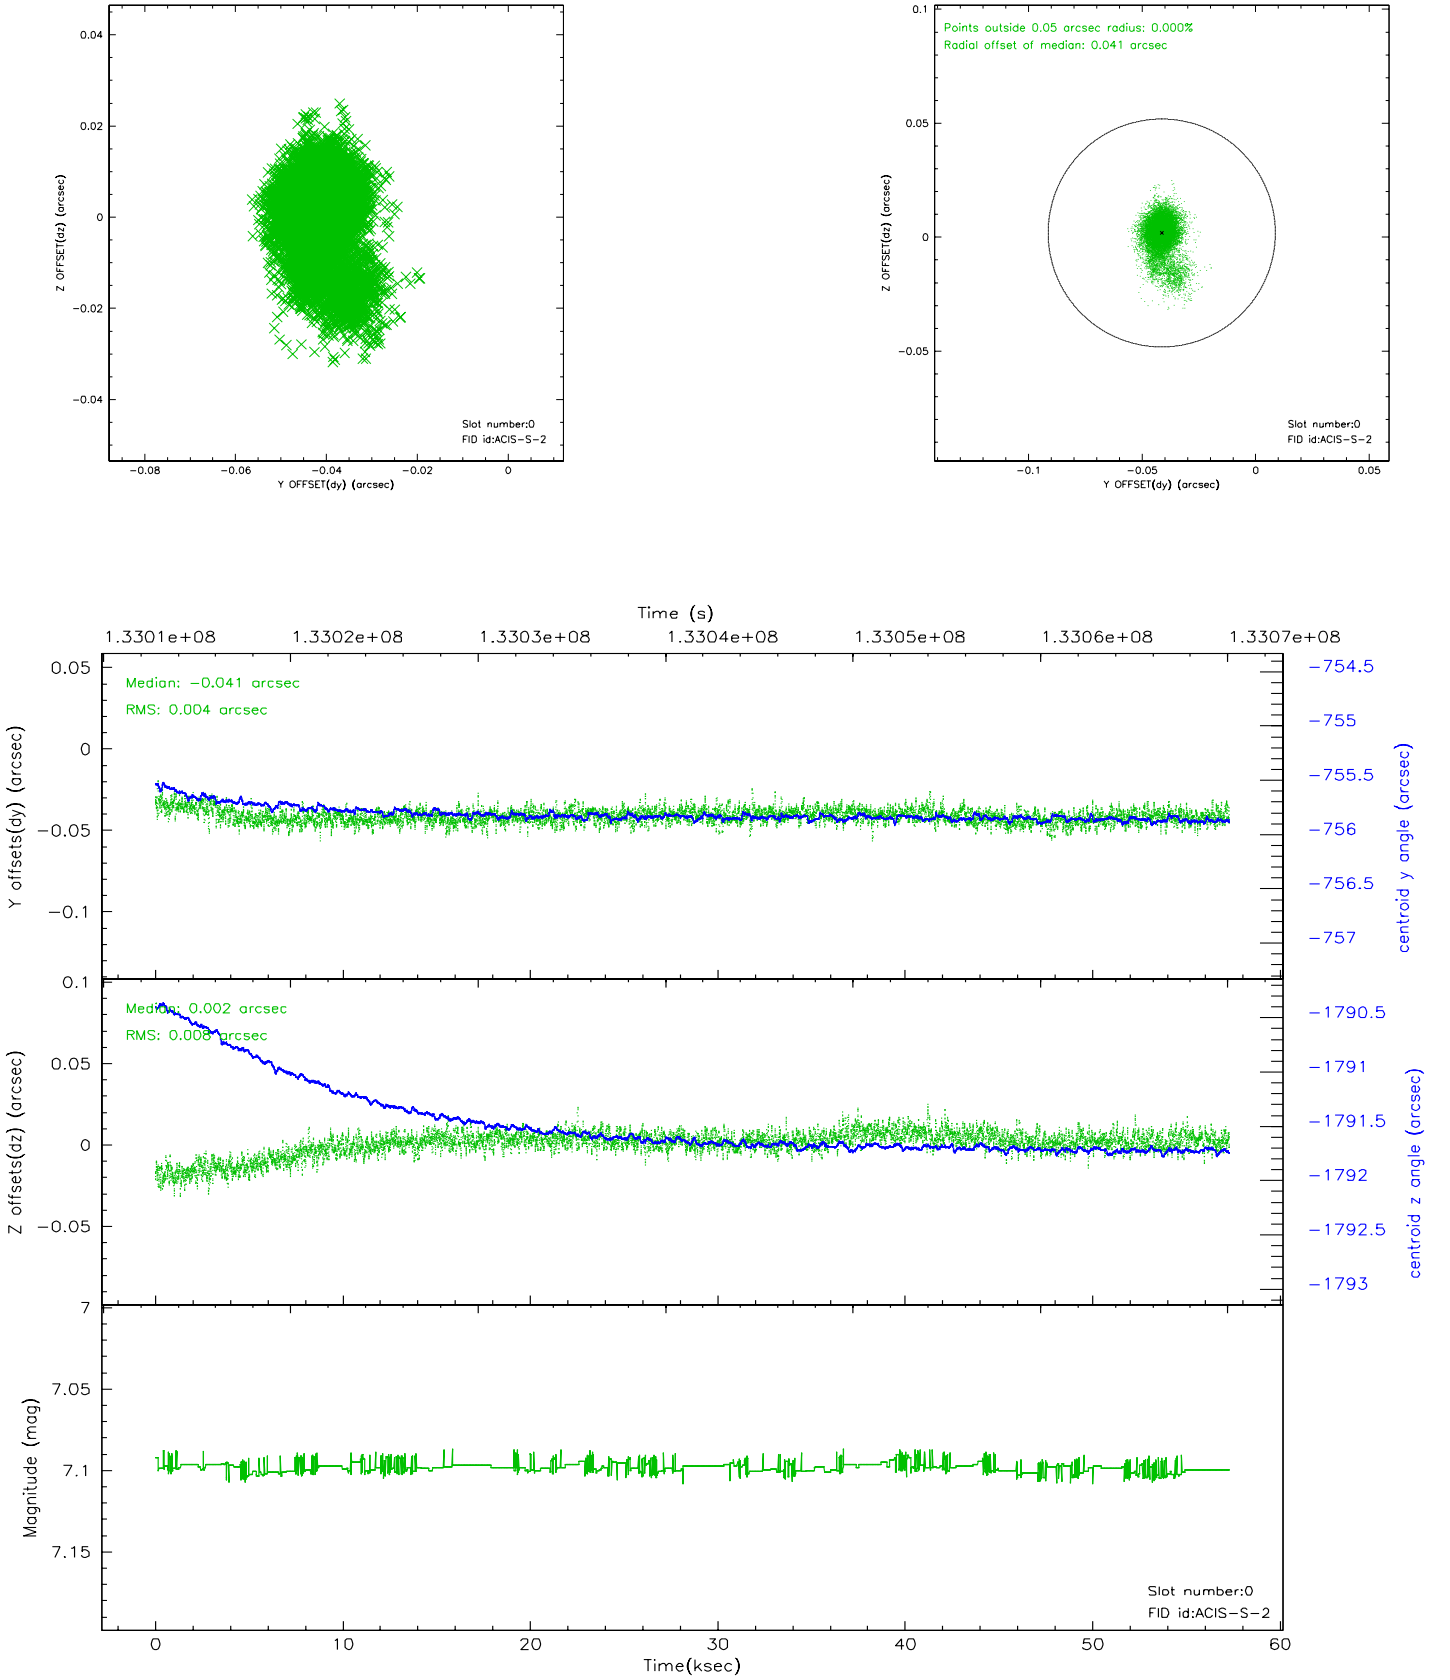 0.04
0.02
0
−0.02
−0.04
Z OFFSET(dz) (arcsec)
Slot number:0
FID id:ACIS−S−2
−0.08 −0.06 −0.04 −0.02 0
Y OFFSET(dy) (arcsec)
0.1
0.05
0
−0.05
Z OFFSET(dz) (arcsec)
Points outside 0.05 arcsec radius: 0.000%
Radial offset of median: 0.041 arcsec
Slot number:0
FID id:ACIS−S−2
−0.1 −0.05 0 0.05
Y OFFSET(dy) (arcsec)
Time (s)
1.3301e+08 1.3302e+08 1.3303e+08 1.3304e+08 1.3305e+08 1.3306e+08 1.3307e+08
0.05
0
−0.05
−0.1
Y offsets(dy) (arcsec)
Median: −0.041 arcsec
RMS: 0.004 arcsec
−754.5
−755
−755.5
−756
−756.5
−757
centroid y angle (arcsec)
0.1
0.05
0
−0.05
Z offsets(dz) (arcsec)
Median: 0.002 arcsec
RMS: 0.008 arcsec
−1790.5
−1791
−1791.5
−1792
−1792.5
−1793
centroid z angle (arcsec)
7
7.05
7.1
7.15
Magnitude (mag)
Slot number:0
FID id:ACIS−S−2
0 10 20 30 40 50 60
Time(ksec)